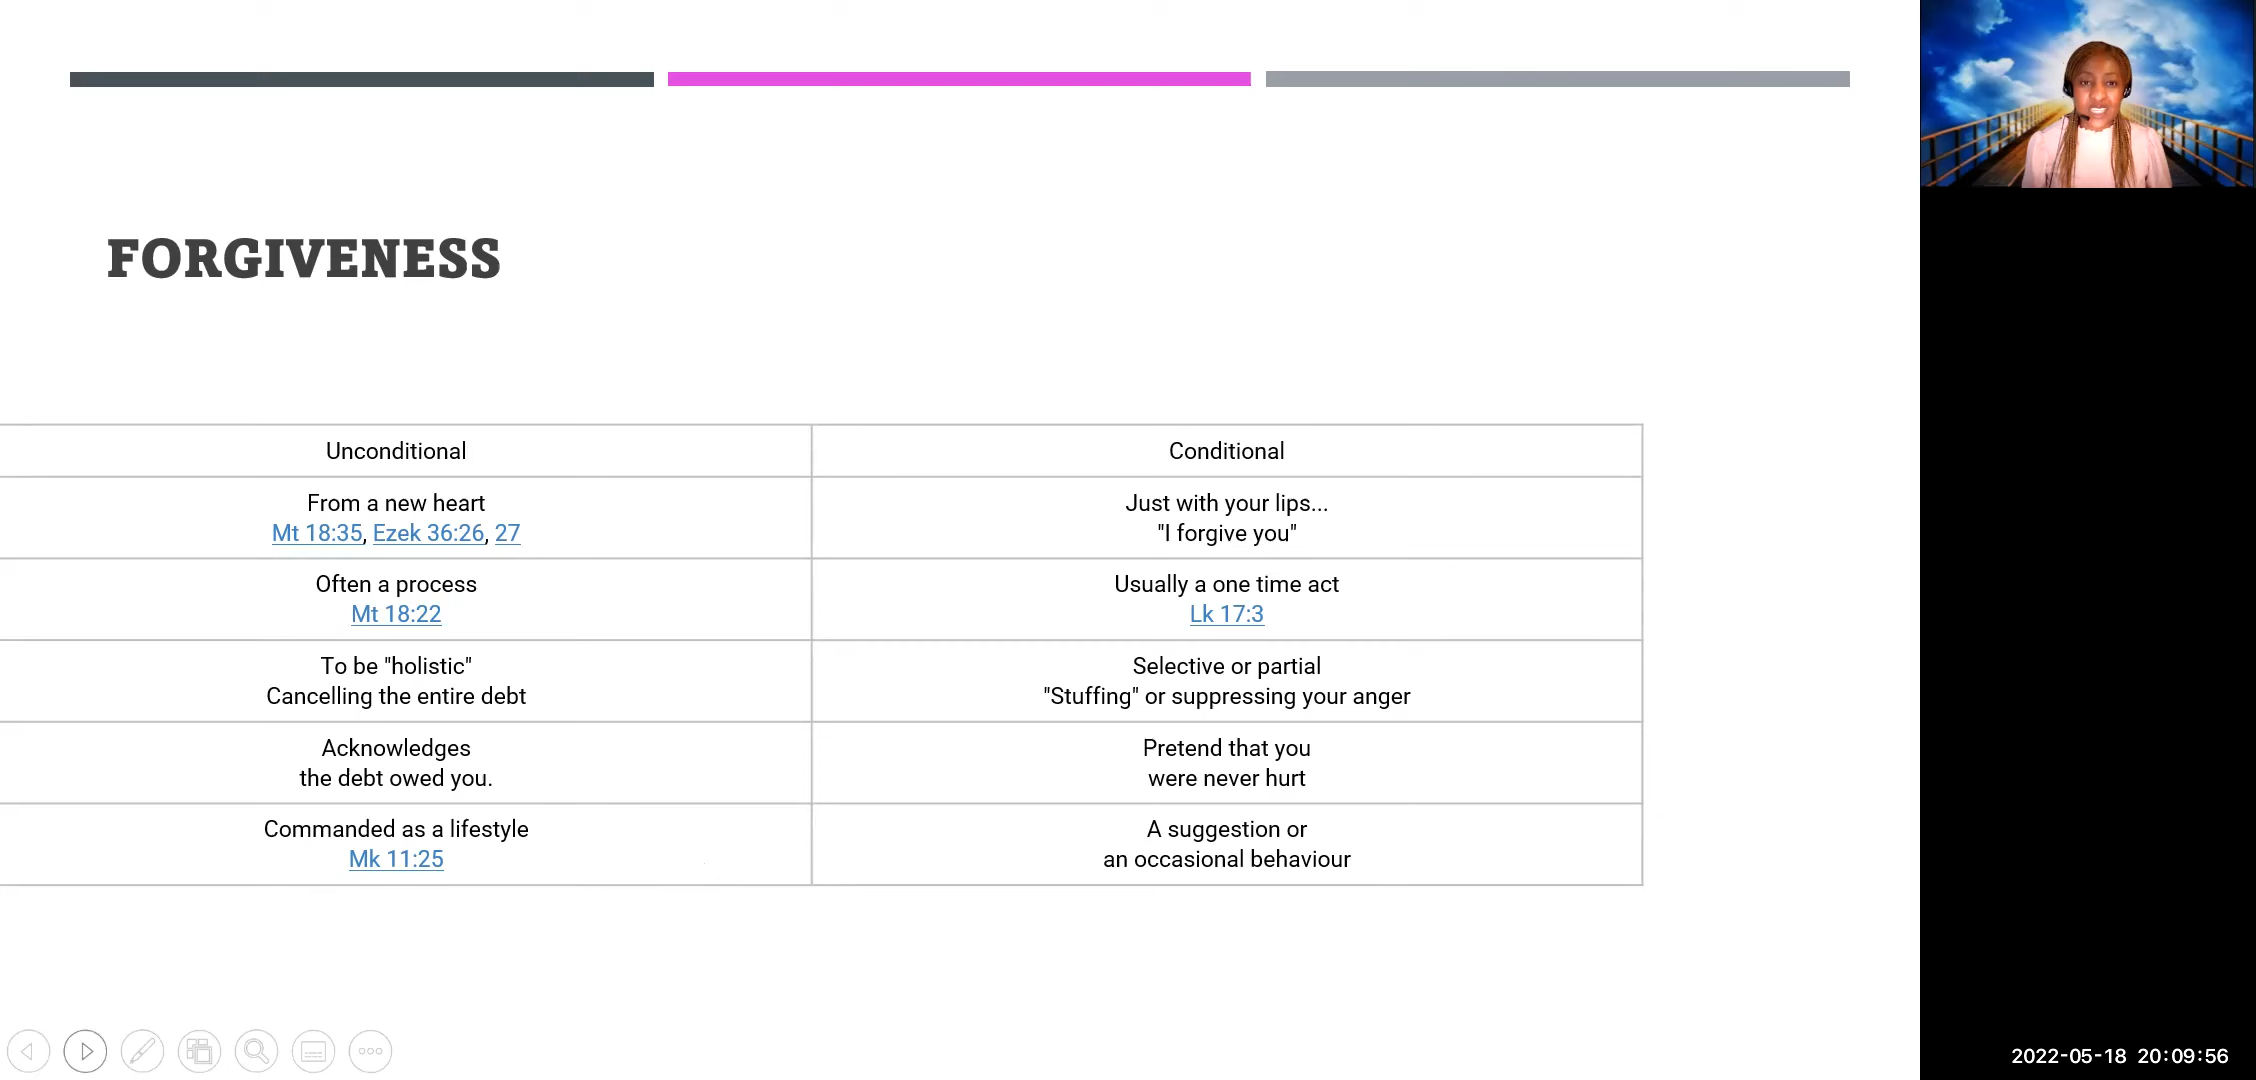 FORGIVENESS
Unconditional
Conditional
From a new heart
Mt 18:35, Ezek 36:26, 27
Just with your lips...
"I forgive you"
Often a process
Mt 18:22
Usually a one time act
Lk 17:3
To be "holistic"
Cancelling the entire debt
Selective or partial
"Stuffing" or suppressing your anger
Acknowledges
the debt owed you.
Pretend that you
were never hurt
Commanded as a lifestyle
Mk 11:25
A suggestion or
an occasional behaviour
2022-05-18 20:09:56